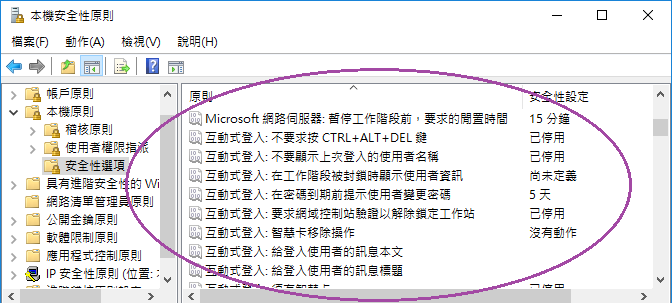 本機安全性原則
檔案(F) 動作(A) 檢視(V) 說明(H)
帳戶原則
本機原則
稽核原則
使用者權限指派
安全性選項
具有進階安全性的 Wi
網路清單管理員原則
公開金鑰原則
軟體限制原則
應用程式控制原則
IP 安全性原則 (位置: 本
原則 安全性設定
Microsoft 網路伺服器: 暫停工作階段前，要求的閒置時間 15 分鐘
互動式登入: 不要求按 CTRL+ALT+DEL 鍵 已停用
互動式登入: 不要顯示上次登入的使用者名稱 已停用
互動式登入: 在工作階段被封鎖時顯示使用者資訊 尚未定義
互動式登入: 在密碼到期前提示使用者變更密碼 5 天
互動式登入: 要求網域控制站驗證以解除鎖定工作站 已停用
互動式登入: 智慧卡移除操作 沒有動作
互動式登入: 給登入使用者的訊息本文
互動式登入: 給登入使用者的訊息標題
互動式登入: 須有智慧卡 已停用